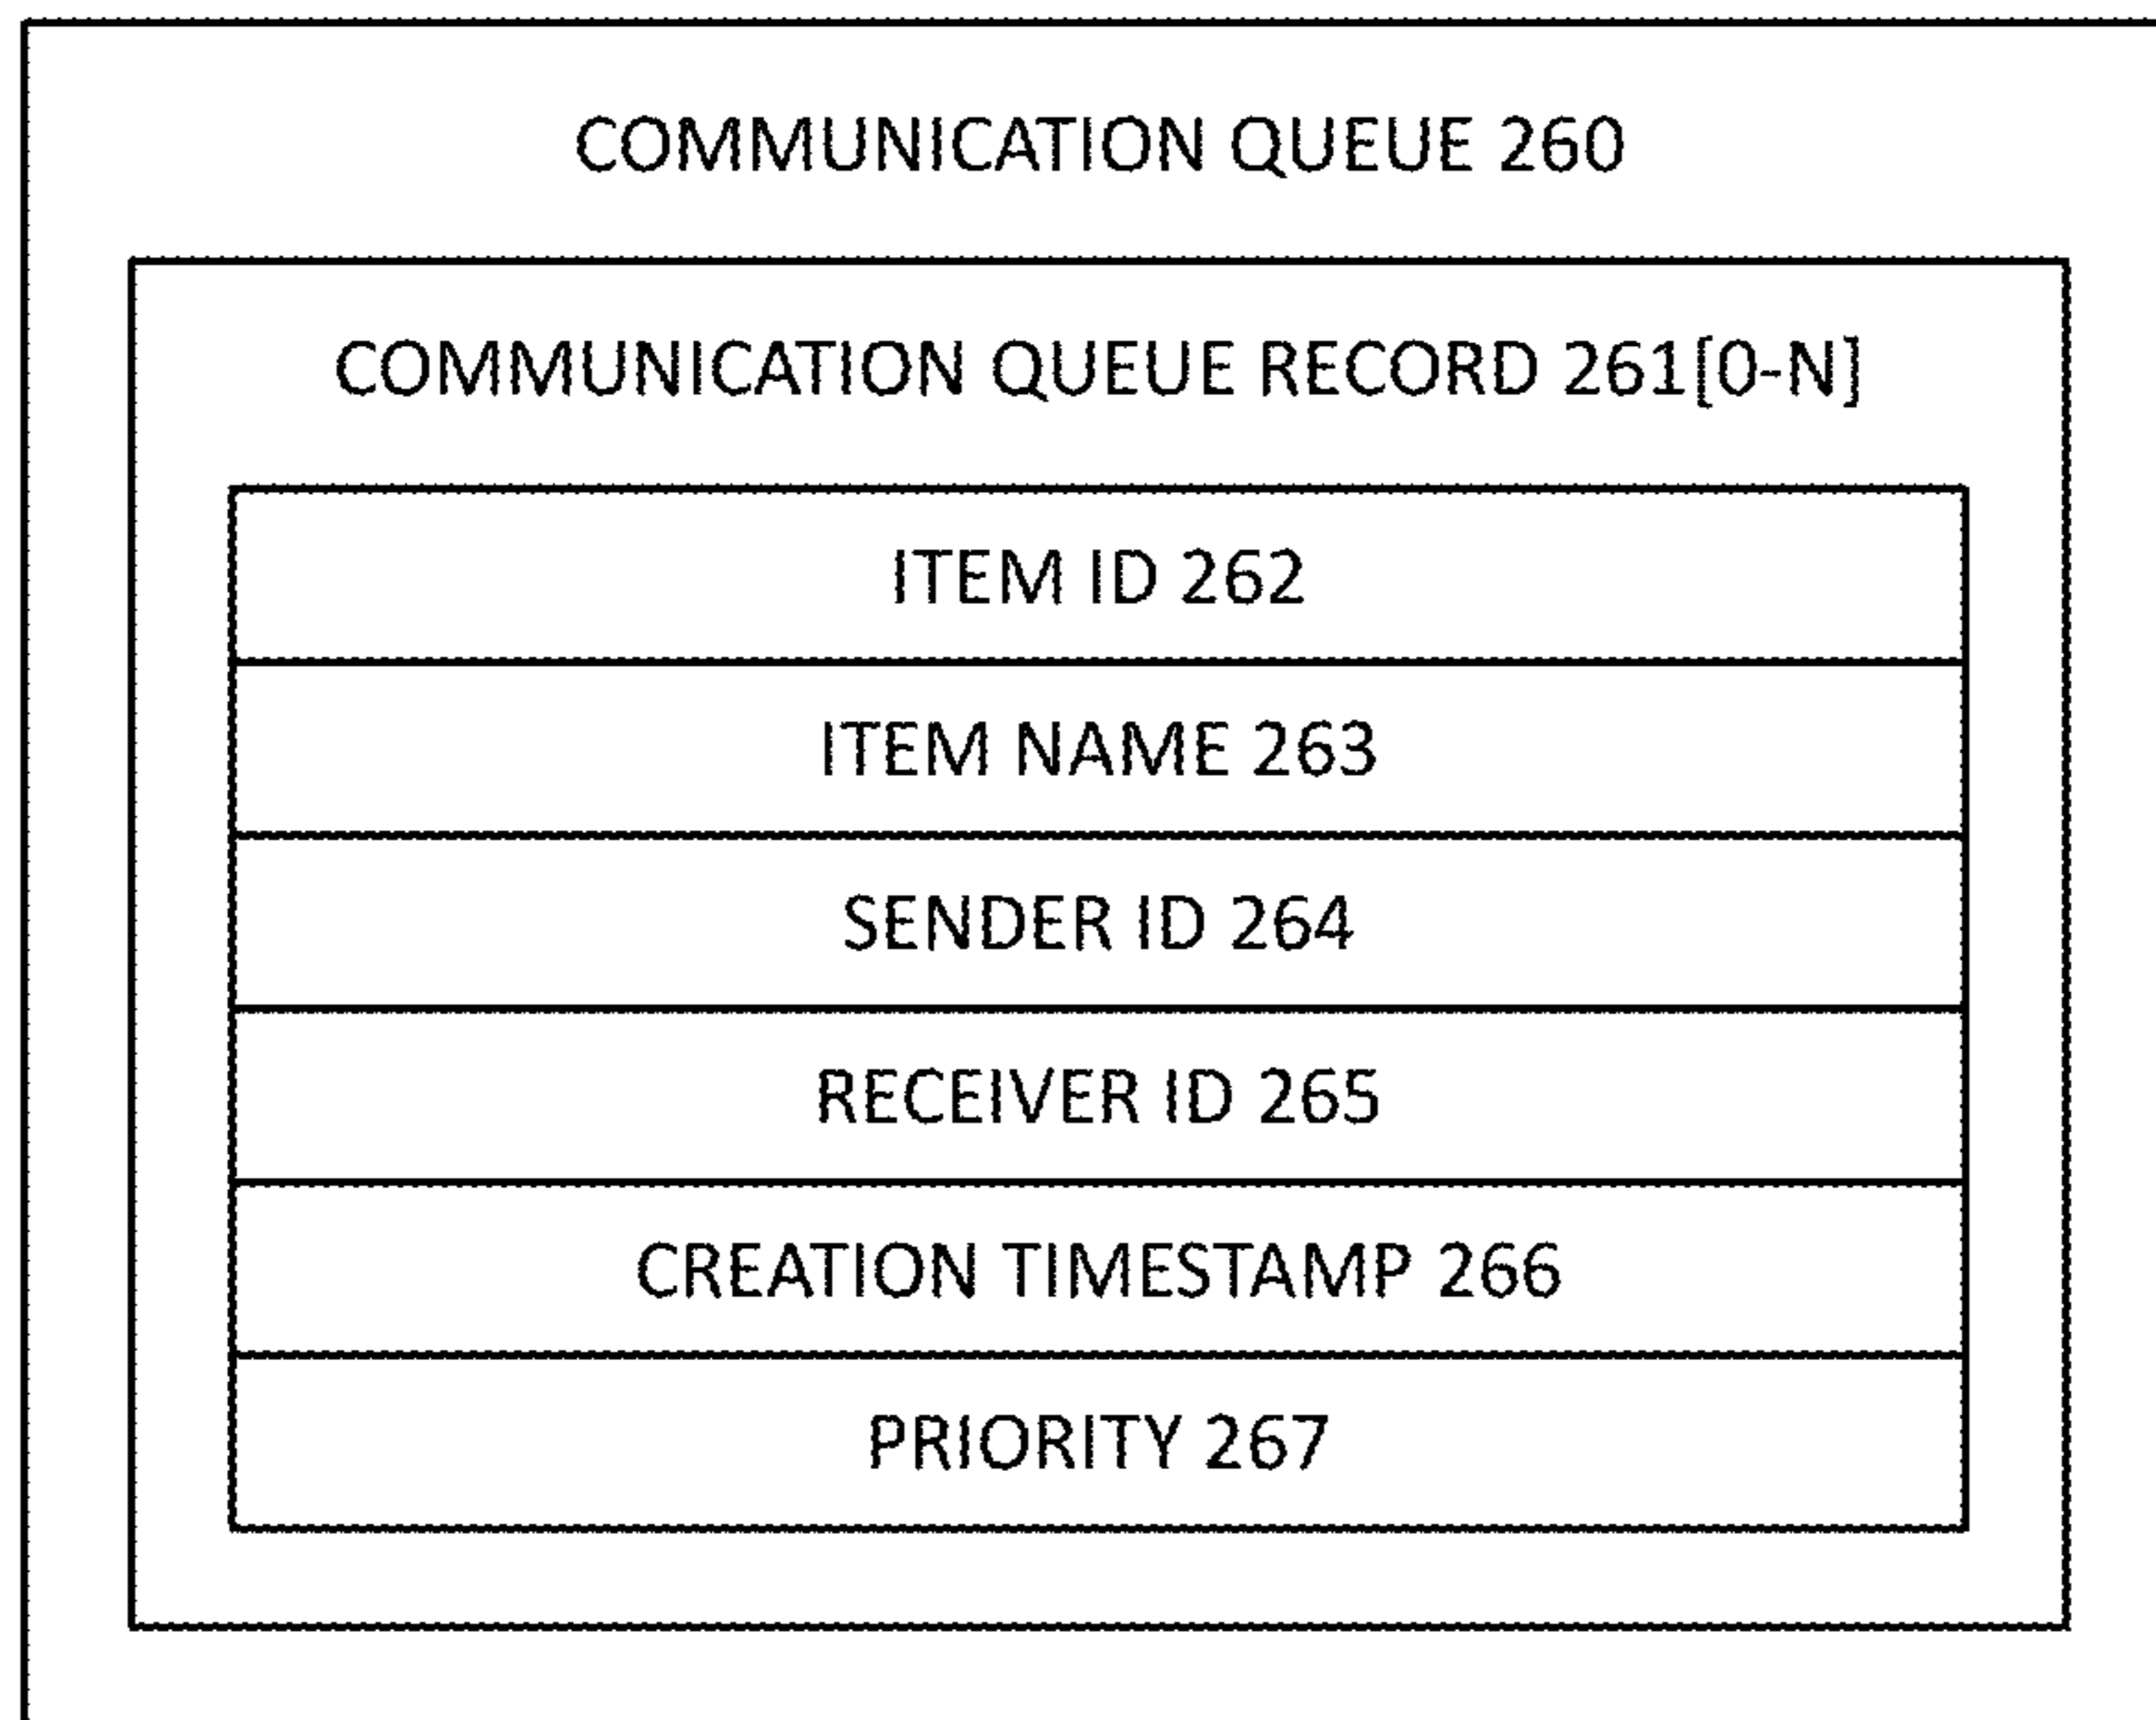 COMMUNICATION QUEUE 260
COMMUNICATION QUEUE RECORD 261[0-N]
ITEM ID 262
ITEM NAME 263
SENDER ID 264
RECEIVER ID 265
CREATION TIMESTAMP 266
PRIORITY 267